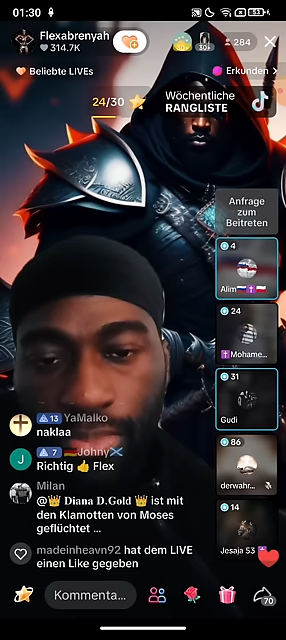 01:30
53
Flexabrenyah
314.7K
30+
284
Beliebte LIVEs
Erkunden >
24/30
Wöchentliche
RANGLISTE
Anfrage
zum
Beitreten
4
Alim
24
Mohame...
31
Gudi
86
derwahr...
14
Jesaja 53
13 YaMalko
naklaa
7 Johny
Richtig 👍 Flex
Milan
@👑 Diana D.Gold 👑 ist mit
den Klamotten von Moses
geflüchtet ...
madeinheavn92 hat dem LIVE
einen Like gegeben
Kommenta...
70